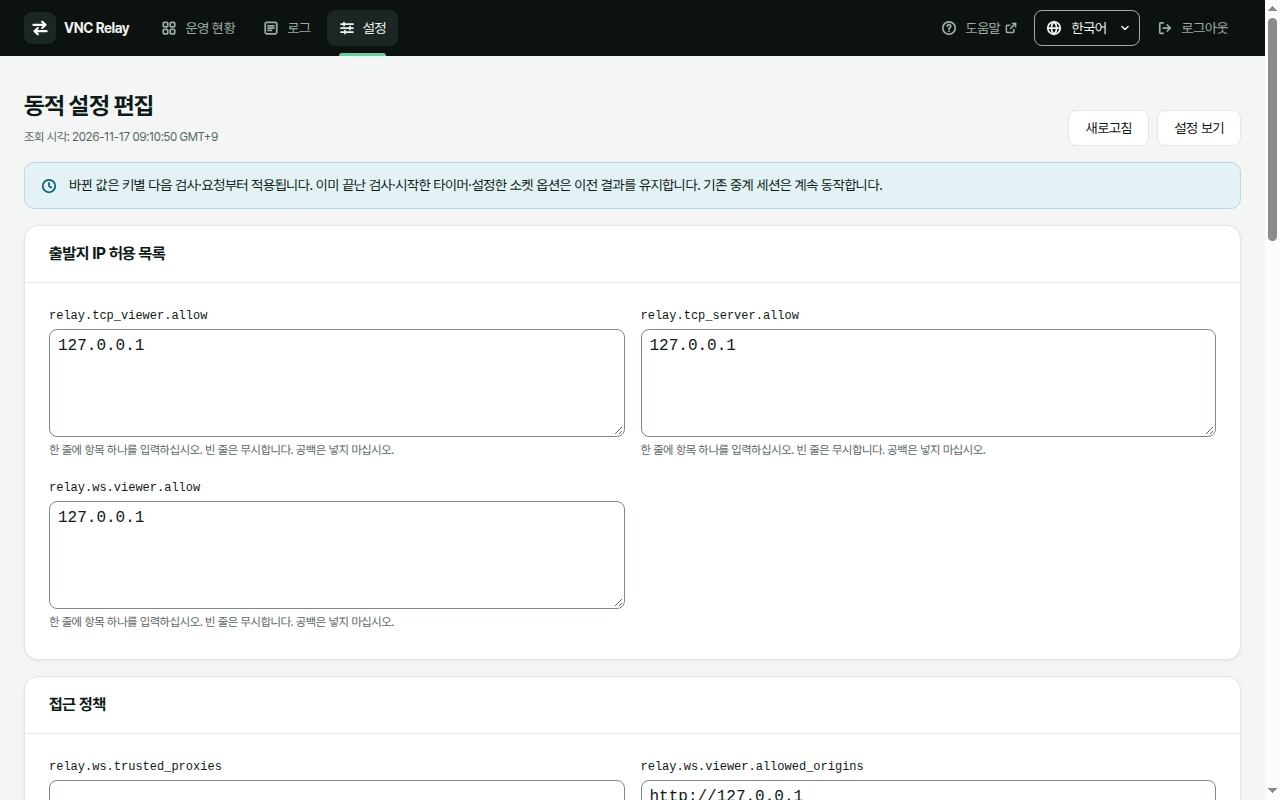 VNC Relay
운영 현황
로그
설정
도움말
한국어
로그아웃
동적 설정 편집
조회 시각: 2026-11-17 09:10:50 GMT+9
새로고침
설정 보기
바뀐 값은 키별 다음 검사·요청부터 적용됩니다. 이미 끝난 검사·시작한 타이머·설정한 소켓 옵션은 이전 결과를 유지합니다. 기존 중계 세션은 계속 동작합니다.
출발지 IP 허용 목록
relay.tcp_viewer.allow
127.0.0.1
한 줄에 항목 하나를 입력하십시오. 빈 줄은 무시합니다. 공백은 넣지 마십시오.
relay.tcp_server.allow
127.0.0.1
한 줄에 항목 하나를 입력하십시오. 빈 줄은 무시합니다. 공백은 넣지 마십시오.
relay.ws.viewer.allow
127.0.0.1
한 줄에 항목 하나를 입력하십시오. 빈 줄은 무시합니다. 공백은 넣지 마십시오.
접근 정책
relay.ws.trusted_proxies
relay.ws.viewer.allowed_origins
http://127.0.0.1